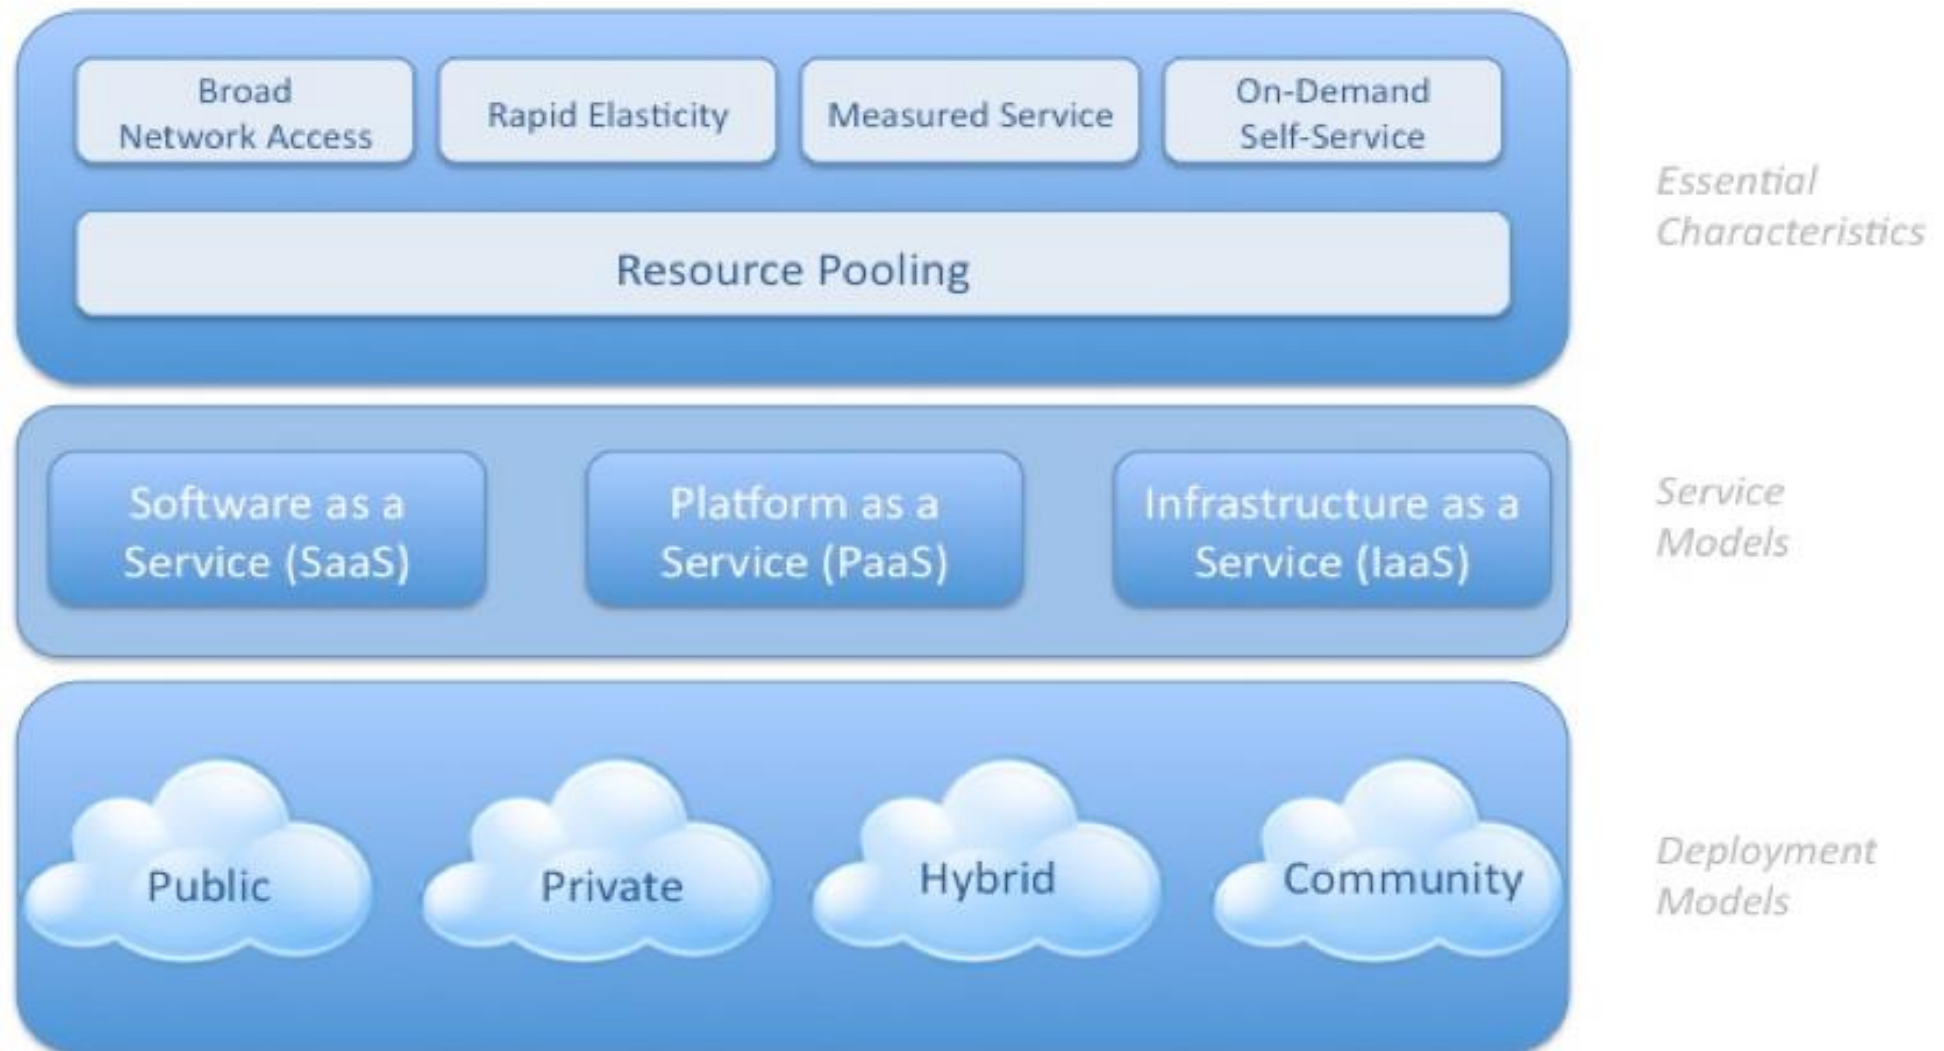 Broad
Network Access
Rapid Elasticity
Measured Service
On-Demand
Self-Service
Resource Pooling
Essential
Characteristics
Software as a
Service (SaaS)
Platform as a
Service (PaaS)
Infrastructure as a
Service (IaaS)
Service
Models
Public
Private
Hybrid
Community
Deployment
Models